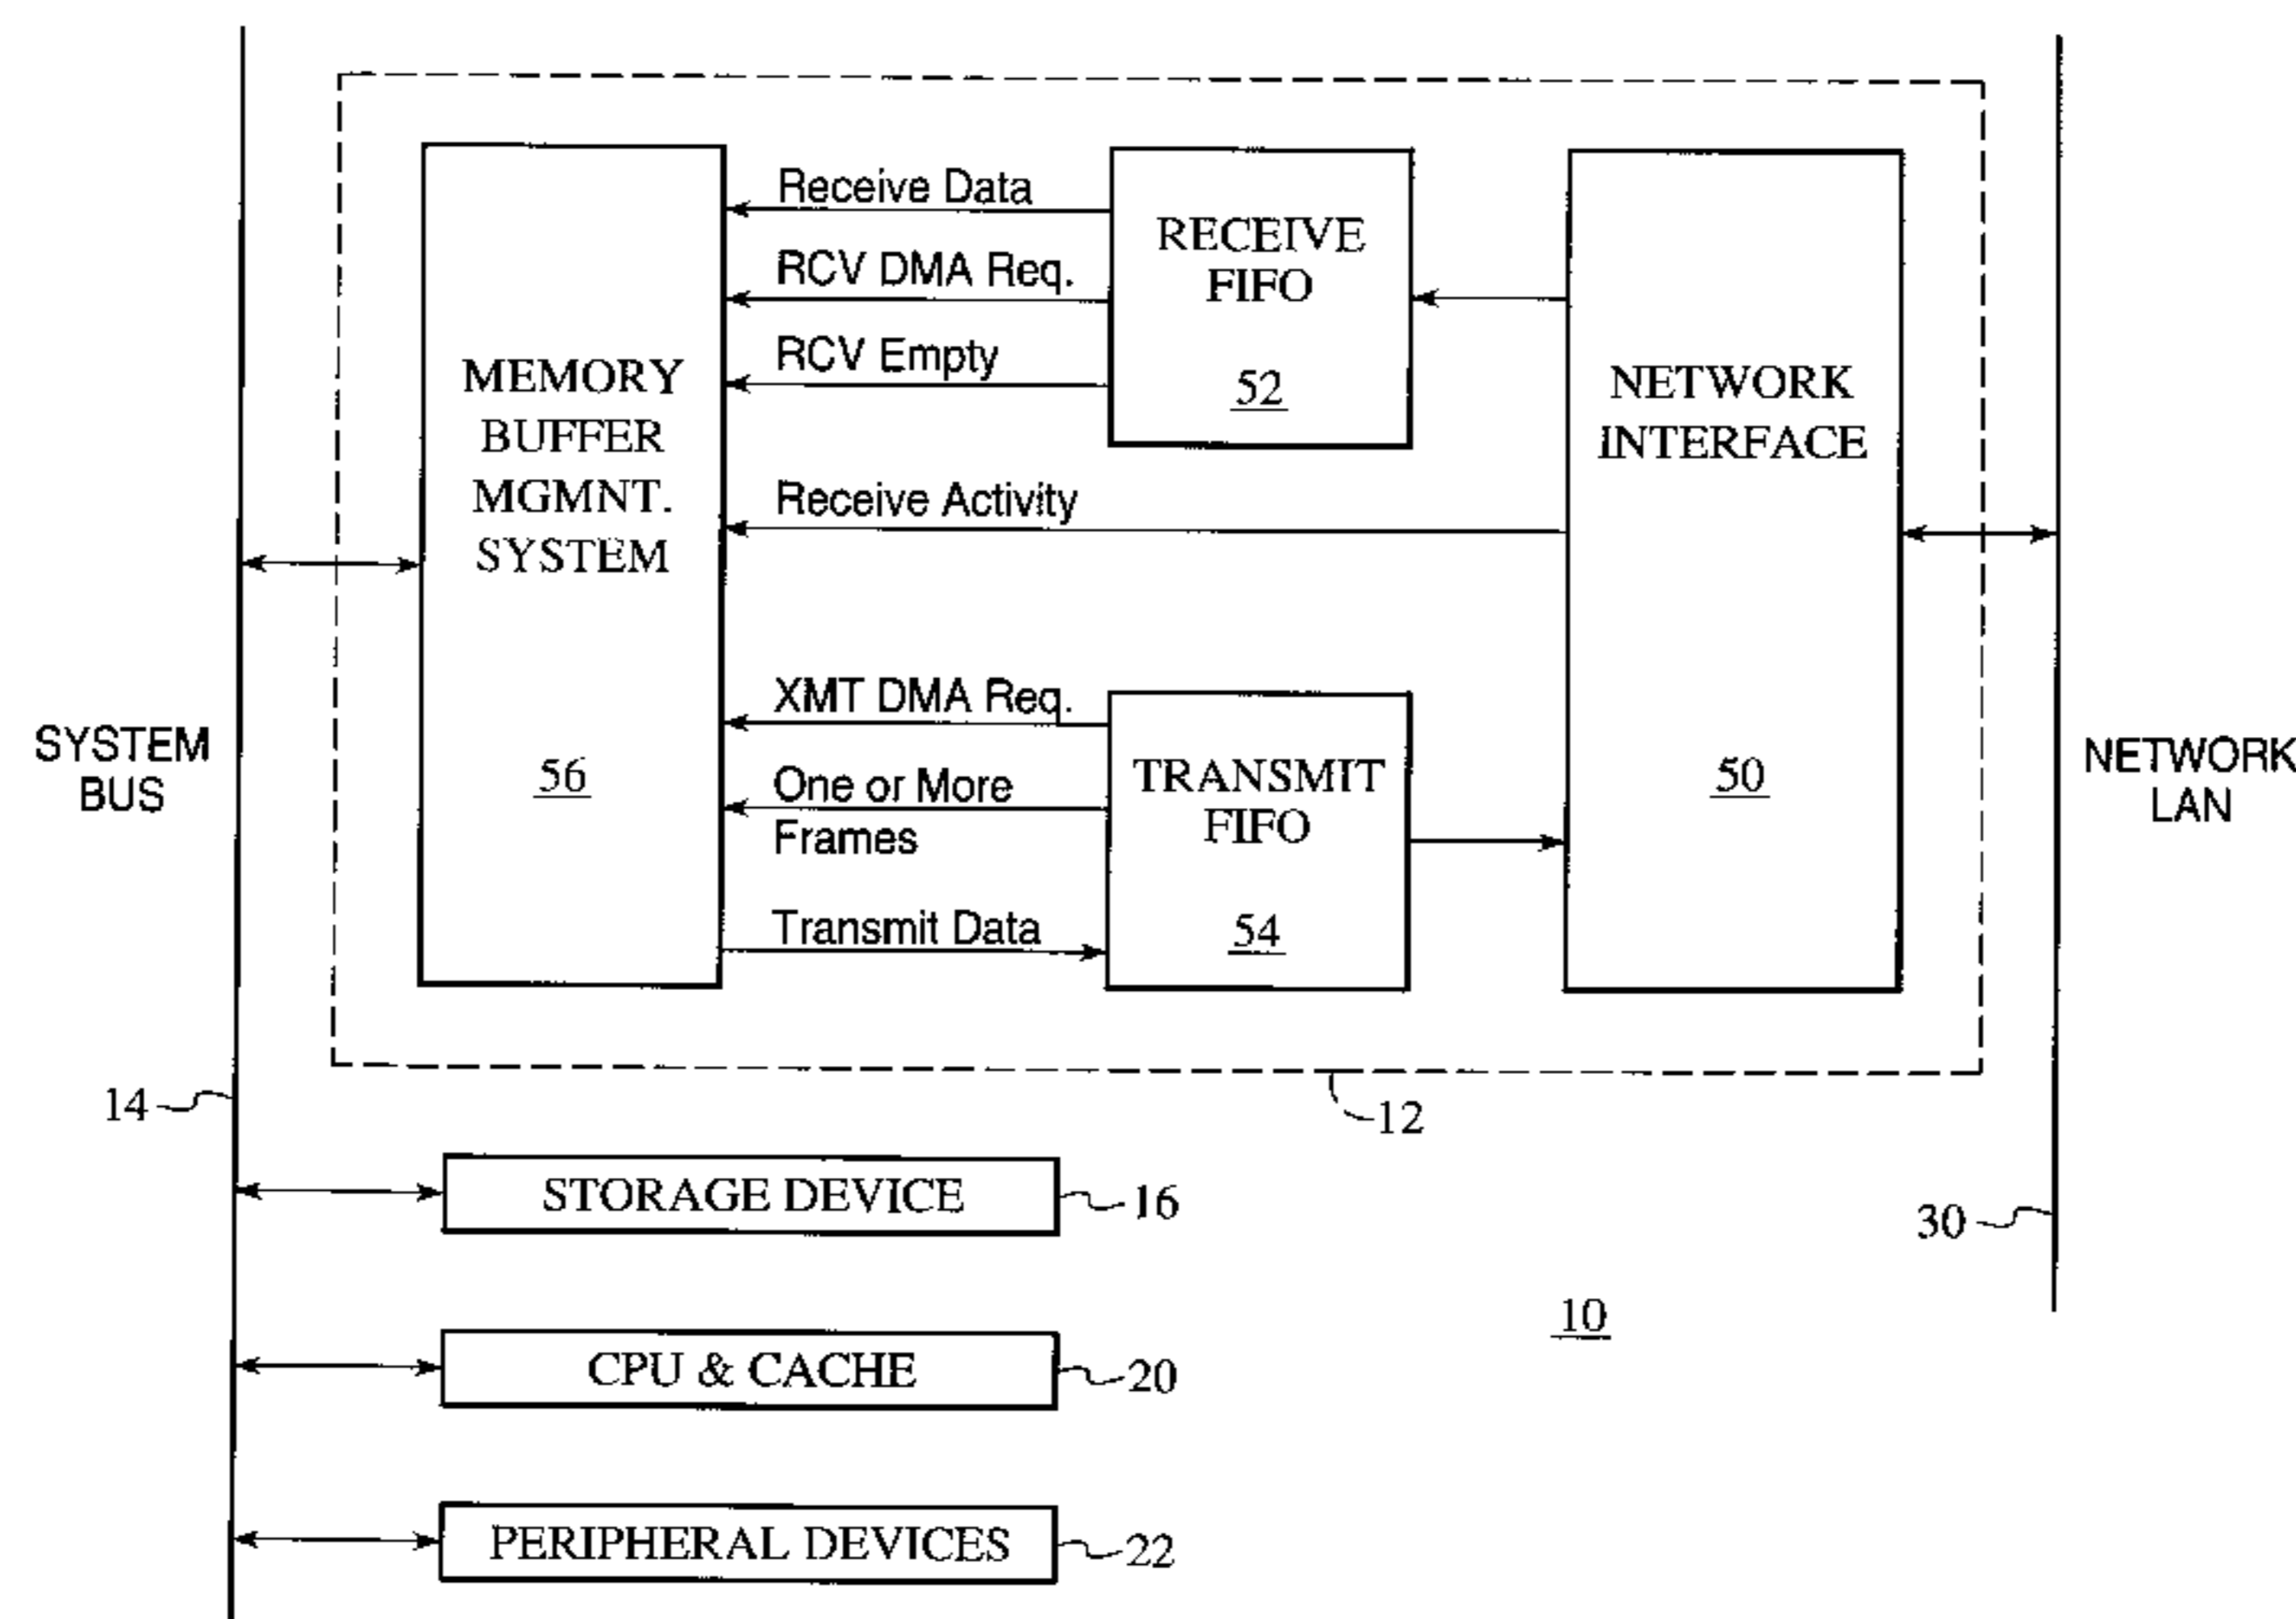 Receive Data
RECEIVE
FIFO
RCV DMA Req.
RCV Empty
52
MEMORY
BUFFER
MGMNT.
SYSTEM
56
NETWORK
INTERFACE
50
Receive Activity
XMT DMA Req.
One or More
Frames
Transmit Data
TRANSMIT
FIFO
54
SYSTEM
BUS
NETWORK
LAN
14
12
STORAGE DEVICE
16
30
10
CPU & CACHE
20
PERIPHERAL DEVICES
22